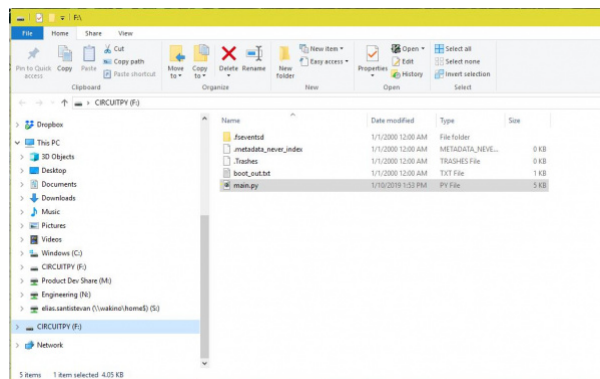 F:\
File Home Share View
Pin to Quick access
Copy
Paste
Cut
Copy path
Paste shortcut
Clipboard
Move to
Copy to
Delete
Rename
Organize
New folder
New item
Easy access
New
Properties
Open
Edit
History
Open
Select all
Select none
Invert selection
Select
CIRCUITPY (F:)
Name Date modified Type Size
.fseventsd 1/1/2000 12:00 AM File folder
.metadata_never_index 1/1/2000 12:00 AM METADATA_NEVE... 0 KB
.Trashes 1/1/2000 12:00 AM TRASHES File 0 KB
boot_out.txt 1/1/2000 12:00 AM TXT File 1 KB
main.py 1/10/2019 1:53 PM PY File 5 KB
Dropbox
This PC
3D Objects
Desktop
Documents
Downloads
Music
Pictures
Videos
Windows (C:)
CIRCUITPY (F:)
Product Dev Share (M:)
Engineering (N:)
elias.santistevan (\\wakino\home$) (S:)
CIRCUITPY (F:)
Network
5 items 1 item selected 4.05 KB